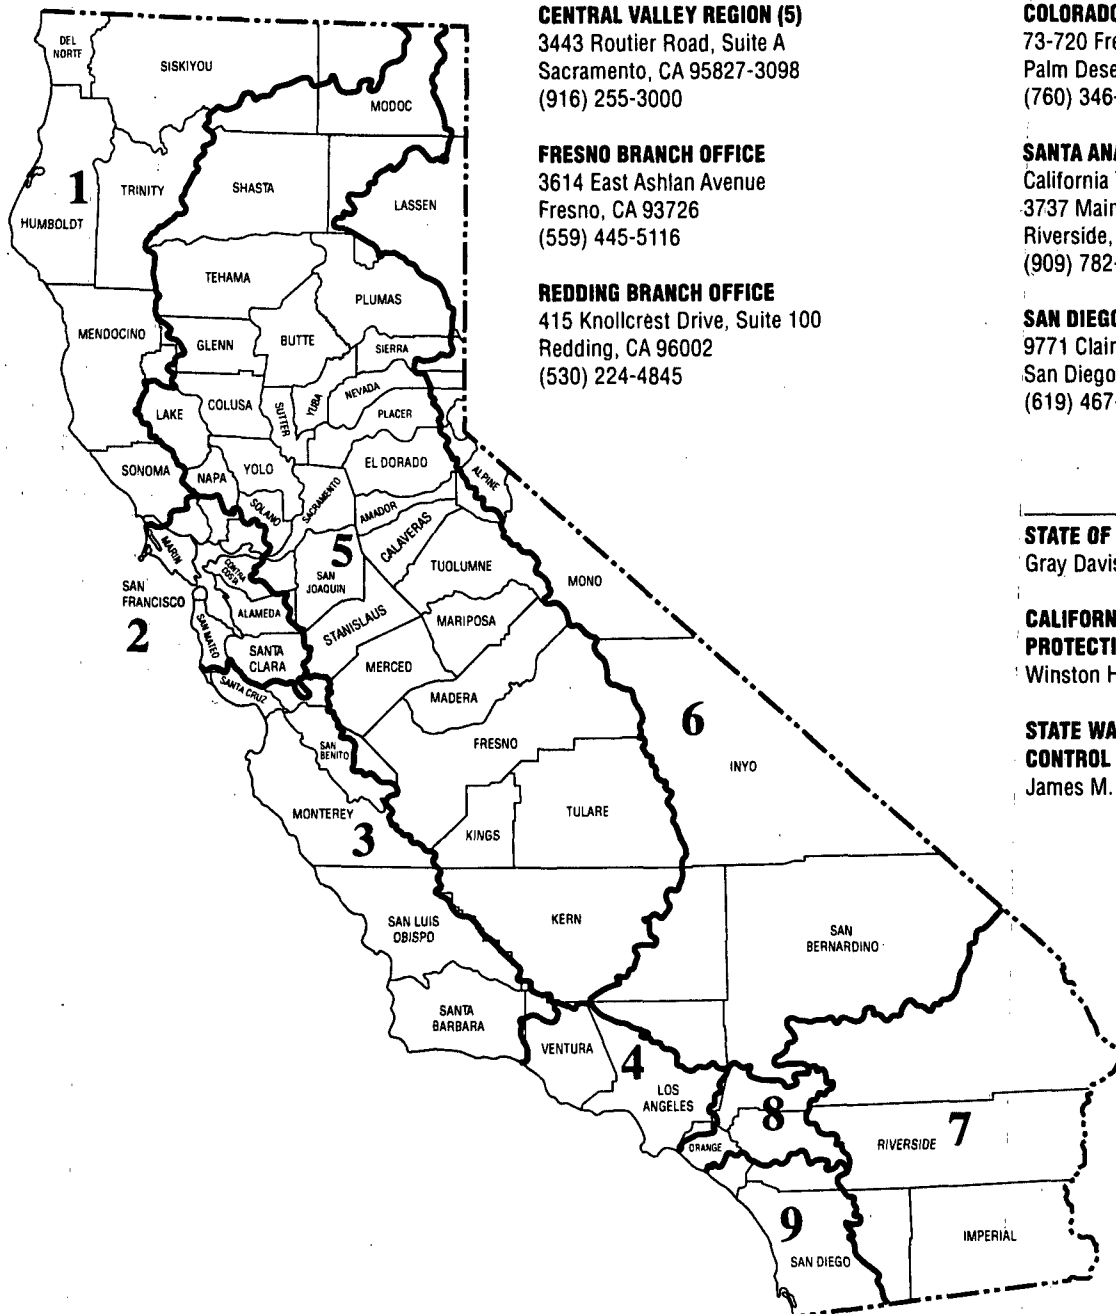 CENTRAL VALLEY REGION (5)
3443 Routier Road, Suite A
Sacramento, CA 95827-3098
(916) 255-3000
FRESNO BRANCH OFFICE
3614 East Ashlan Avenue
Fresno, CA 93726
(559) 445-5116
REDDING BRANCH OFFICE
415 Knollcrest Drive, Suite 100
Redding, CA 96002
(530) 224-4845
COLORADO
73-720 Fre
Palm Dese
(760) 346-
SANTA ANA
California
3737 Main
Riverside,
(909) 782-
SAN DIEGO
9771 Clair
San Diego
(619) 467-
STATE OF
Gray Davis
CALIFORN
PROTECTI
Winston H
STATE WA
CONTROL
James M.
DEL
NORTE
SISKIYOU
MODOC
1
HUMBOLDT
TRINITY
SHASTA
LASSEN
TEHAMA
PLUMAS
MENDOCINO
GLENN
BUTTE
SIERRA
LAKE
COLUSA
SUTTER
YUBA
NEVADA
PLACER
SONOMA
NAPA
YOLO
EL DORADO
ALPINE
SOLANO
SACRAMENTO
AMADOR
CALAVERAS
MARIN
CONTRA
COSTA
5
SAN
JOAQUIN
TUOLUMNE
MONO
SAN
FRANCISCO
2
ALAMEDA
STANISLAUS
MARIPOSA
SAN MATEO
SANTA
CLARA
MERCED
SANTA CRUZ
MADERA
6
SAN
BENITO
FRESNO
INYO
MONTEREY
3
KINGS
TULARE
SAN LUIS
OBISPO
KERN
SAN
BERNARDINO
SANTA
BARBARA
VENTURA
4
LOS
ANGELES
8
ORANGE
RIVERSIDE
7
9
SAN DIEGO
IMPERIAL